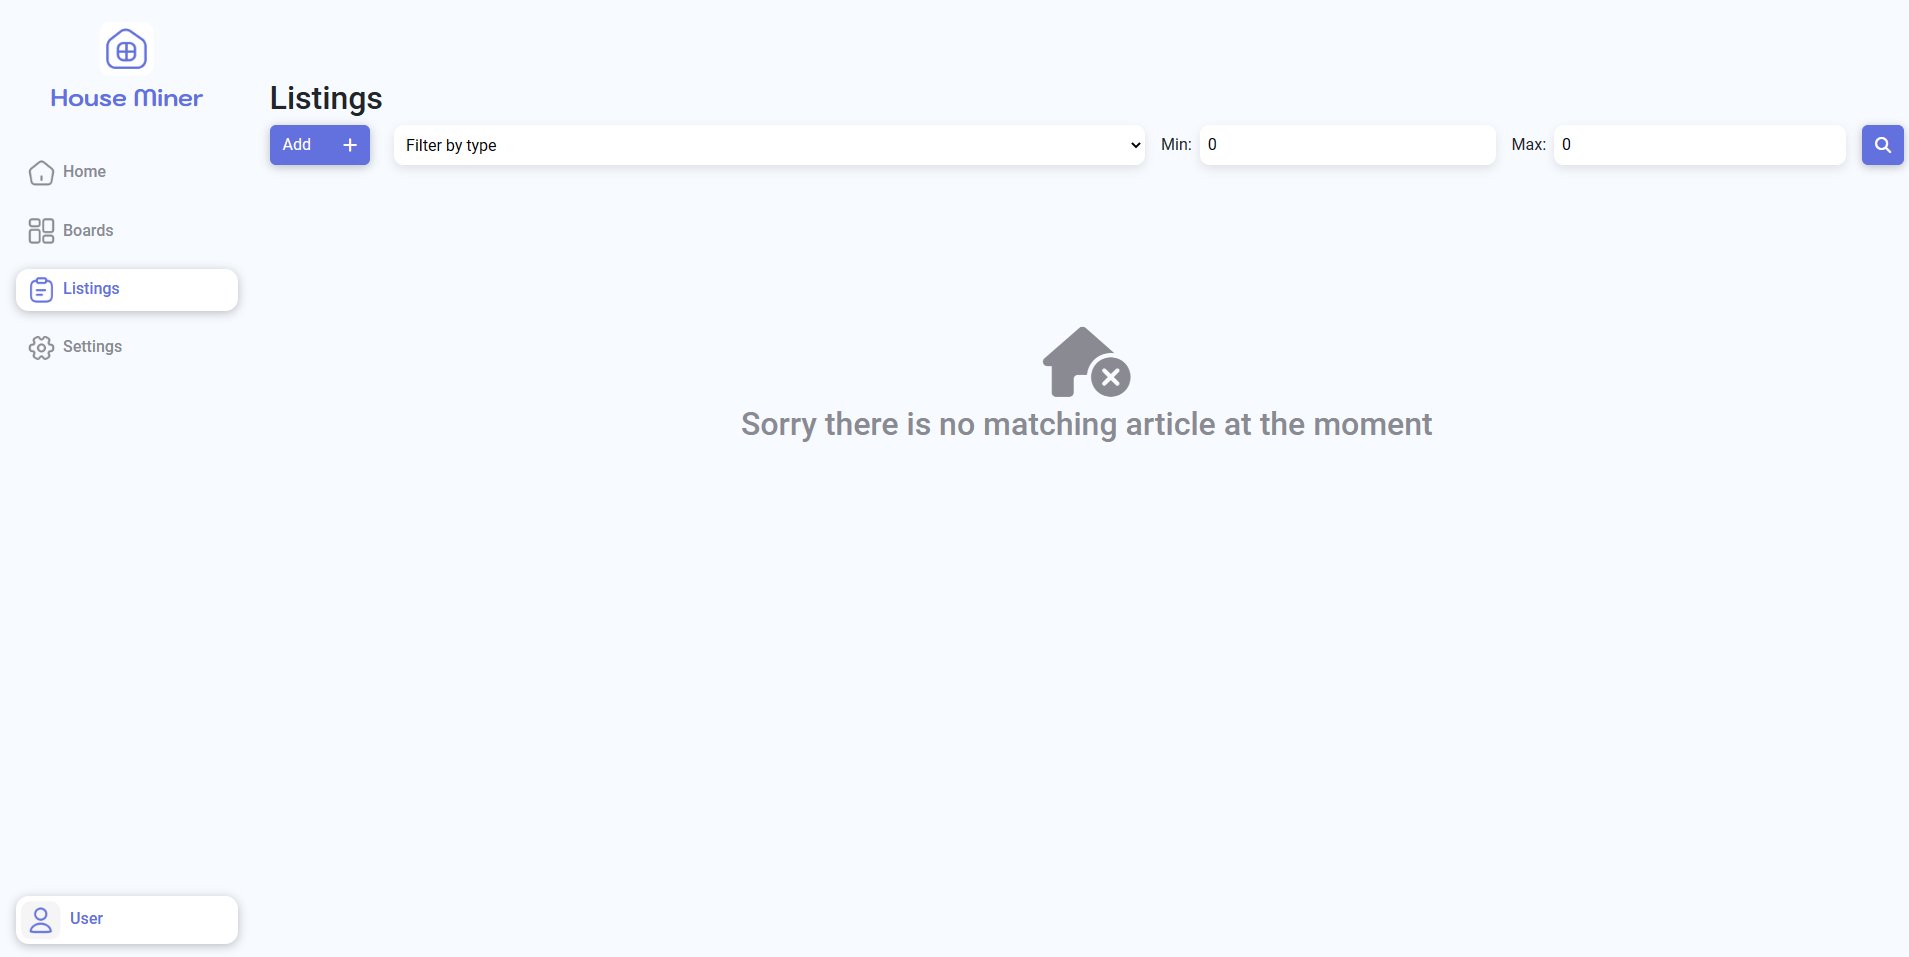 House Miner
Home
Boards
Listings
Settings
User
Listings
Add
Filter by type
Min: 0
Max: 0
Sorry there is no matching article at the moment